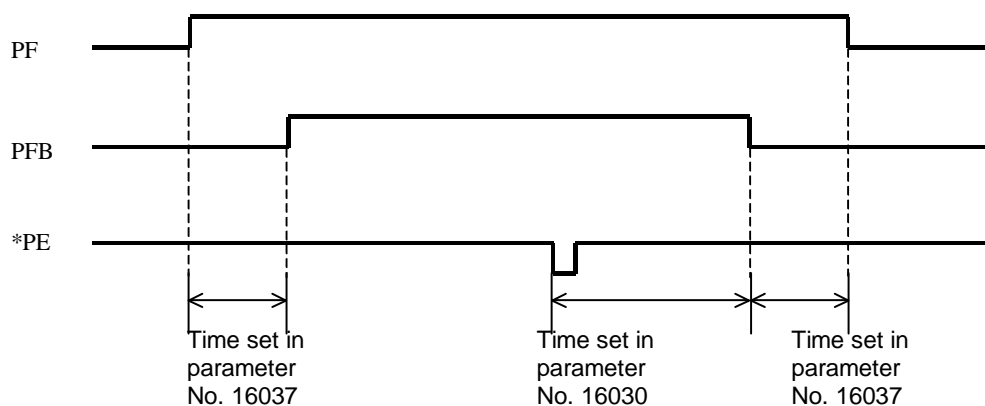 PF
PFB
*PE
Time set in
parameter
No. 16037
Time set in
parameter
No. 16030
Time set in
parameter
No. 16037